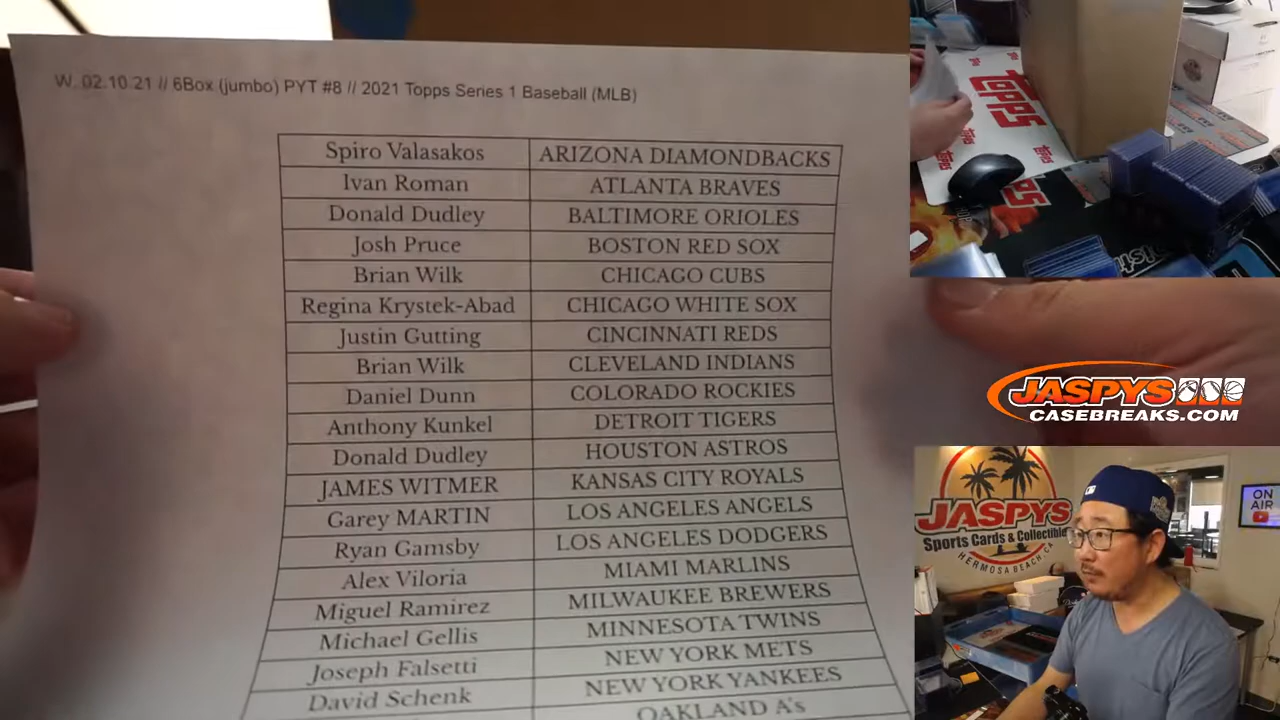 W. 02.10.21 // 6Box (jumbo) PYT #8 // 2021 Topps Series 1 Baseball (MLB)
Spiro Valasakos ARIZONA DIAMONDBACKS
Ivan Roman ATLANTA BRAVES
Donald Dudley BALTIMORE ORIOLES
Josh Pruce BOSTON RED SOX
Brian Wilk CHICAGO CUBS
Regina Krystek-Abad CHICAGO WHITE SOX
Justin Gutting CINCINNATI REDS
Brian Wilk CLEVELAND INDIANS
Daniel Dunn COLORADO ROCKIES
Anthony Kunkel DETROIT TIGERS
Donald Dudley HOUSTON ASTROS
JAMES WITMER KANSAS CITY ROYALS
Garey MARTIN LOS ANGELES ANGELS
Ryan Gamsby LOS ANGELES DODGERS
Alex Viloria MIAMI MARLINS
Miguel Ramirez MILWAUKEE BREWERS
Michael Gellis MINNESOTA TWINS
Joseph Falsetti NEW YORK METS
David Schenk NEW YORK YANKEES
OAKLAND A's
TOPPS
JASPYS
CASEBREAKS.COM
JASPYS
Sports Cards & Collectible
HERMOSA BEACH, CA
ON
AIR